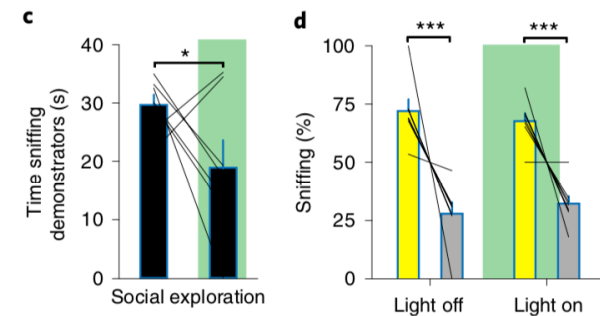 c
Time sniffing
demonstrators (s)
40
30
20
10
0
*
Social exploration
d
Sniffing (%)
100
75
50
25
0
***
***
Light off
Light on